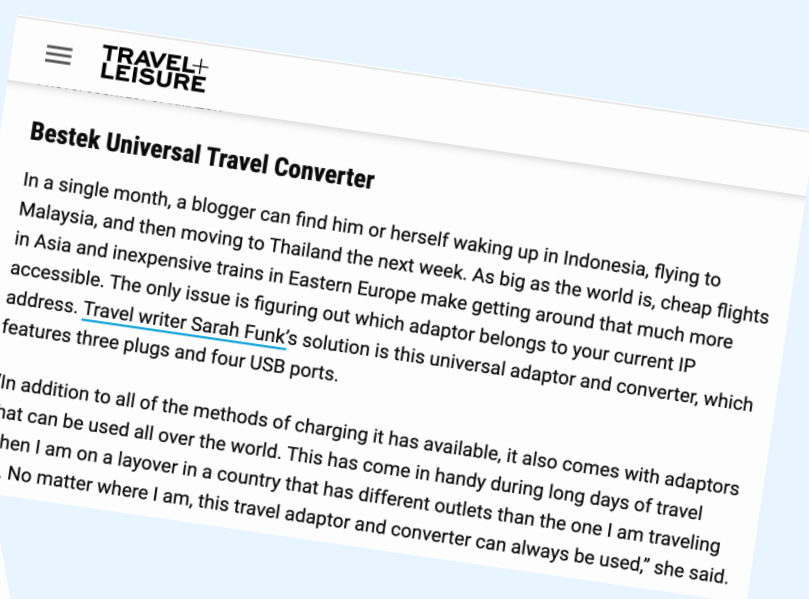 TRAVEL+
LEISURE
Bestek Universal Travel Converter
In a single month, a blogger can find him or herself waking up in Indonesia, flying to
Malaysia, and then moving to Thailand the next week. As big as the world is, cheap flights
in Asia and inexpensive trains in Eastern Europe make getting around that much more
accessible. The only issue is figuring out which adaptor belongs to your current IP
address. Travel writer Sarah Funk's solution is this universal adaptor and converter, which
features three plugs and four USB ports.
"In addition to all of the methods of charging it has available, it also comes with adaptors
hat can be used all over the world. This has come in handy during long days of travel
hen I am on a layover in a country that has different outlets than the one I am traveling
. No matter where I am, this travel adaptor and converter can always be used," she said.